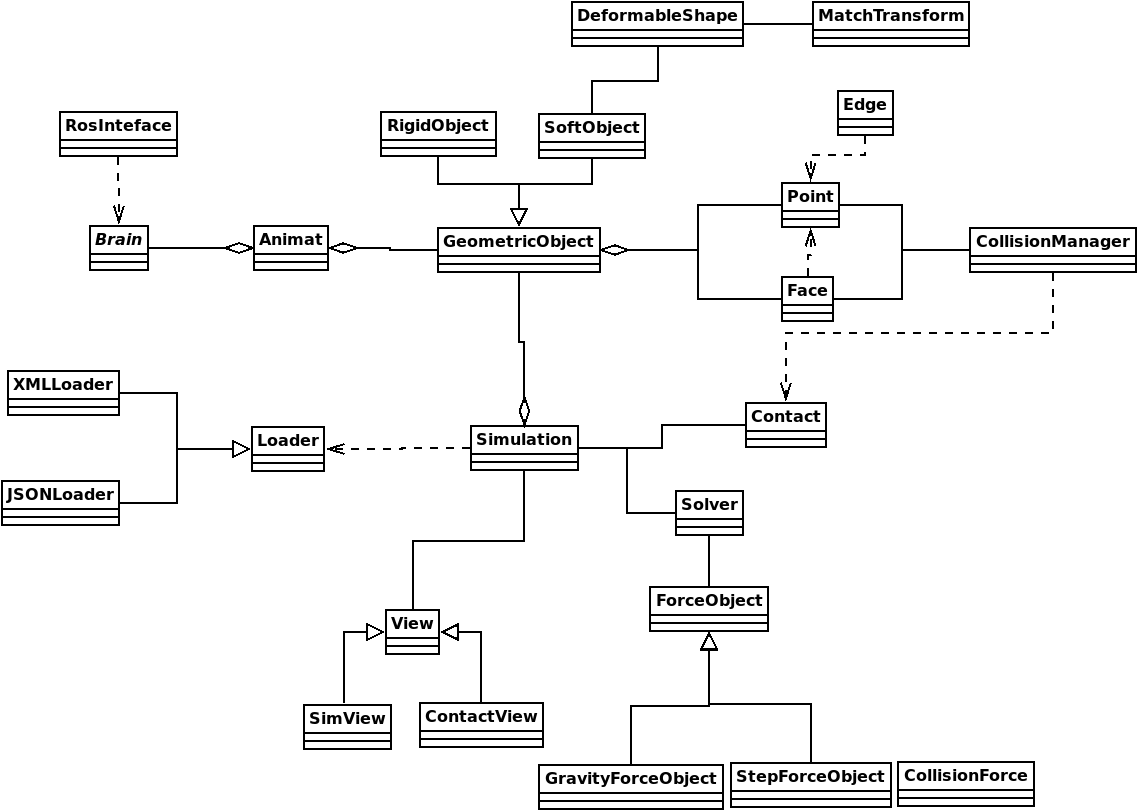 DeformableShape
MatchTransform
Edge
RosInteface
RigidObject
SoftObject
Point
Brain
Animat
GeometricObject
CollisionManager
Face
XMLLoader
Contact
Loader
Simulation
JSONLoader
Solver
ForceObject
View
SimView
ContactView
GravityForceObject
StepForceObject
CollisionForce